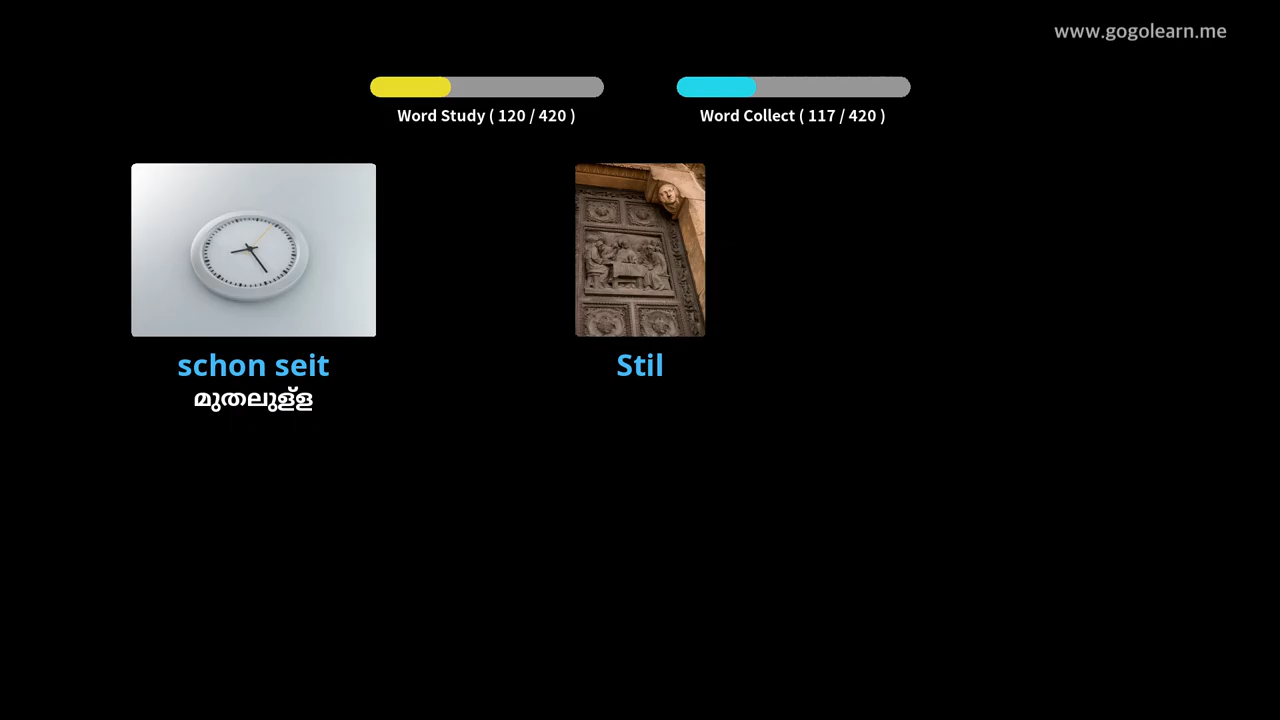 www.gogolearn.me
Word Study ( 120 / 420 )
Word Collect ( 117 / 420 )
schon seit
Stil
മുതലുള്ള